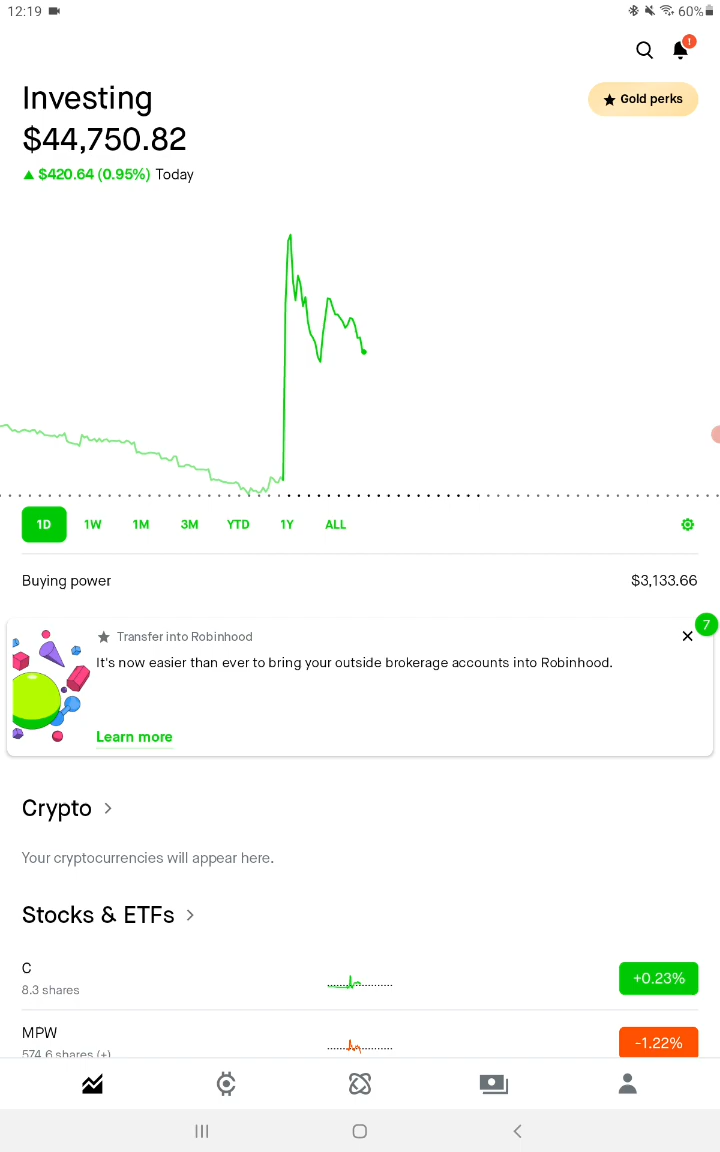 12:19
60%
!
Investing
Gold perks
$44,750.82
$420.64 (0.95%) Today
1D 1W 1M 3M YTD 1Y ALL
Buying power $3,133.66
7
Transfer into Robinhood
It's now easier than ever to bring your outside brokerage accounts into Robinhood.
Learn more
Crypto
Your cryptocurrencies will appear here.
Stocks & ETFs
C
8.3 shares
+0.23%
MPW
574.6 shares (+)
-1.22%